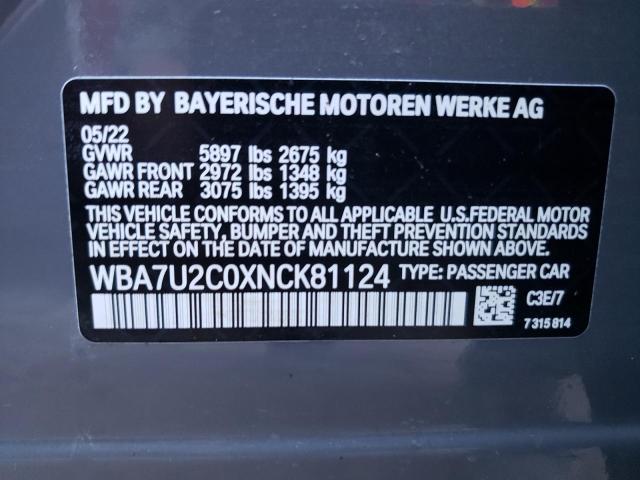 MFD BY BAYERISCHE MOTOREN WERKE AG
05/22
GVWR 5897 lbs 2675 kg
GAWR FRONT 2972 lbs 1348 kg
GAWR REAR 3075 lbs 1395 kg
THIS VEHICLE CONFORMS TO ALL APPLICABLE U.S.FEDERAL MOTOR
VEHICLE SAFETY, BUMPER AND THEFT PREVENTION STANDARDS
IN EFFECT ON THE DATE OF MANUFACTURE SHOWN ABOVE.
WBA7U2C0XNCK81124 TYPE: PASSENGER CAR
C3E/7
7315814